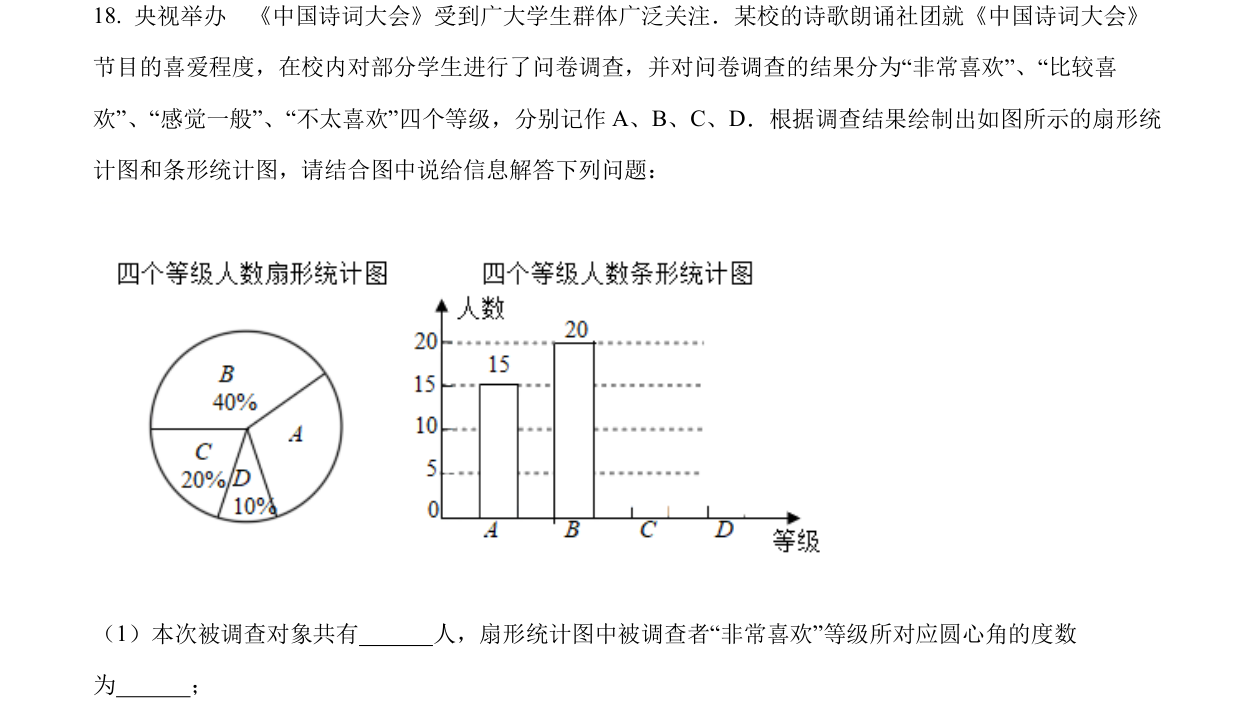 18. 央视举办 《中国诗词大会》受到广大学生群体广泛关注．某校的诗歌朗诵社团就《中国诗词大会》
节目的喜爱程度，在校内对部分学生进行了问卷调查，并对问卷调查的结果分为“非常喜欢”、“比较喜
欢”、“感觉一般”、“不太喜欢”四个等级，分别记作 A、B、C、D．根据调查结果绘制出如图所示的扇形统
计图和条形统计图，请结合图中说给信息解答下列问题：
四个等级人数扇形统计图
B
40%
A
C
20%
D
10%
四个等级人数条形统计图
人数
20
15
10
5
0
15
20
A B C D
等级
（1）本次被调查对象共有______人，扇形统计图中被调查者“非常喜欢”等级所对应圆心角的度数
为______；